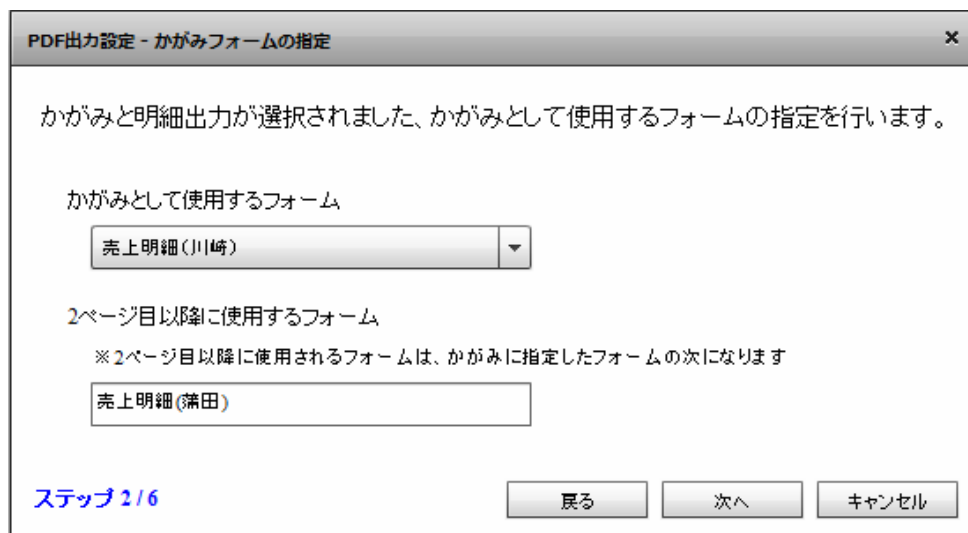 PDF出力設定 - かがみフォームの指定
×
かがみと明細出力が選択されました、かがみとして使用するフォームの指定を行います。
かがみとして使用するフォーム
売上明細(川崎)
2ページ目以降に使用するフォーム
※2ページ目以降に使用されるフォームは、かがみに指定したフォームの次になります
売上明細(蒲田)
ステップ 2 / 6
戻る
次へ
キャンセル